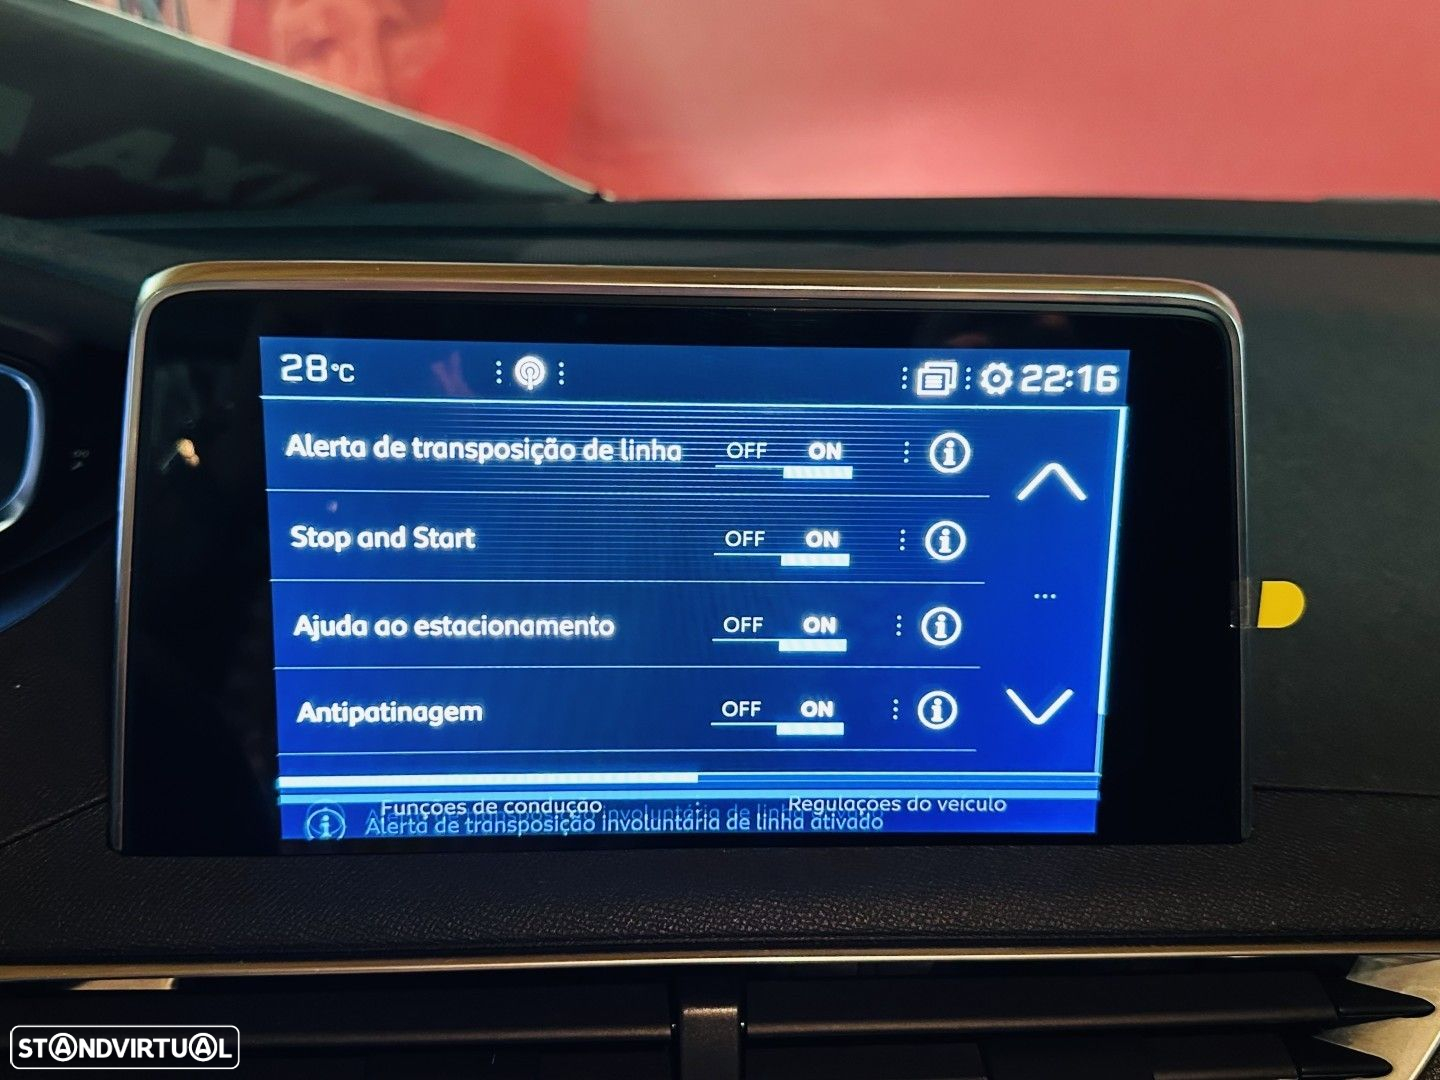 28°C
22:16
Alerta de transposição de linha OFF ON
Stop and Start OFF ON
Ajuda ao estacionamento OFF ON
Antipatinagem OFF ON
...
Funções de condução Regulações do veículo
Alerta de transposição involuntária de linha ativado
STANDVIRTUAL